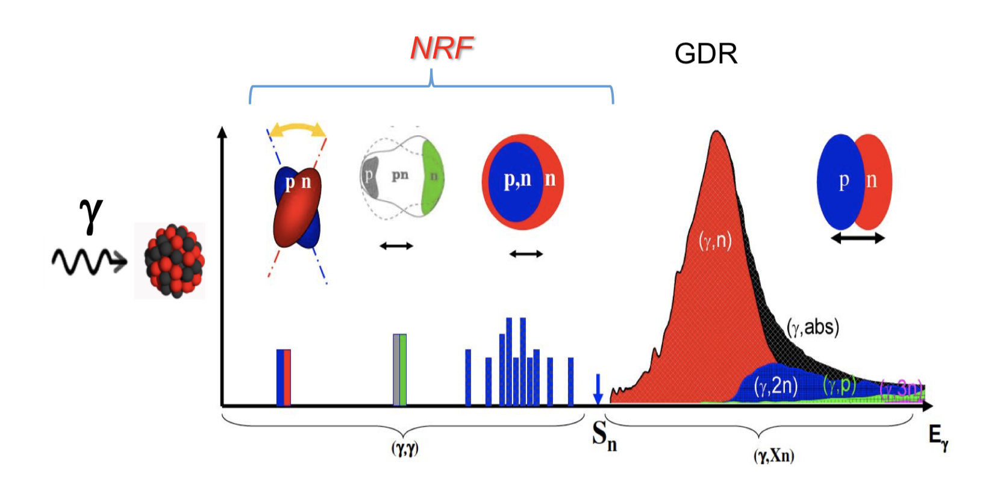 NRF
GDR
γ
p n
p pn n
p,n n
p n
(γ,n)
(γ,abs)
(γ,2n)
(γ,p)
(γ,3n)
Sn
Eγ
(γ,γ)
(γ,Xn)